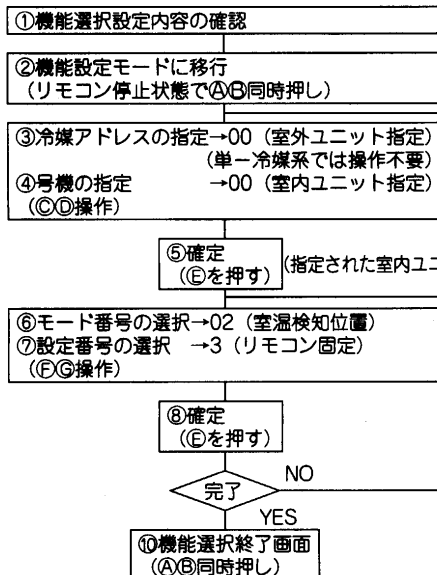 ①機能選択設定内容の確認
②機能設定モードに移行
(リモコン停止状態でⒶⒷ同時押し)
③冷媒アドレスの指定→00(室外ユニット指定)
(単一冷媒系では操作不要)
④号機の指定 →00(室内ユニット指定)
(ⒸⒹ操作)
⑤確定
(Ⓔを押す)
(指定された室内ユニ
⑥モード番号の選択→02(室温検知位置)
⑦設定番号の選択 →3(リモコン固定)
(ⒻⒼ操作)
⑧確定
(Ⓔを押す)
完了
NO
YES
⑩機能選択終了画面
(ⒶⒷ同時押し)